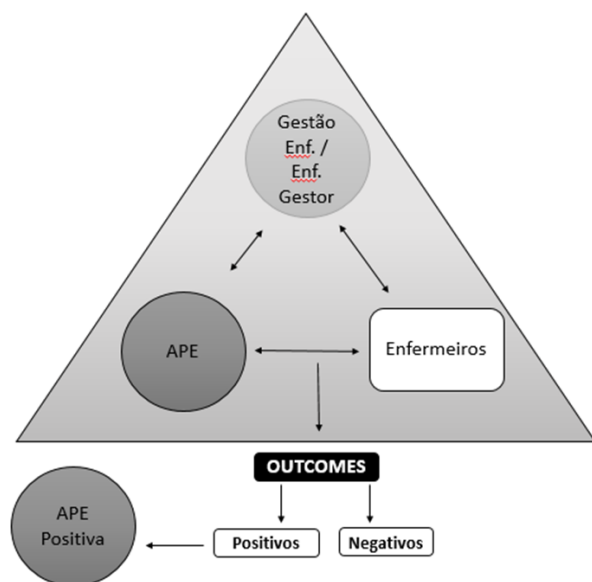 Gestão
Enf. /
Enf.
Gestor
APE
Enfermeiros
OUTCOMES
APE
Positiva
Positivos
Negativos